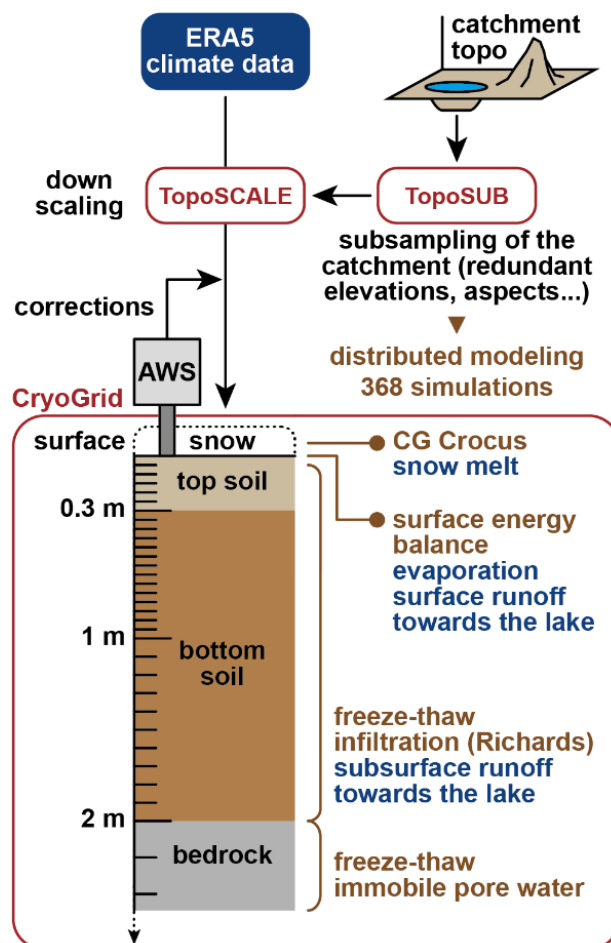 ERA5
climate data
catchment
topo
down
scaling
TopoSCALE
TopoSUB
subsampling of the
catchment (redundant
elevations, aspects...)
corrections
distributed modeling
368 simulations
AWS
CryoGrid
surface
snow
CG Crocus
snow melt
top soil
0.3 m
surface energy
balance
evaporation
surface runoff
towards the lake
1 m
bottom
soil
freeze-thaw
infiltration (Richards)
subsurface runoff
towards the lake
2 m
bedrock
freeze-thaw
immobile pore water